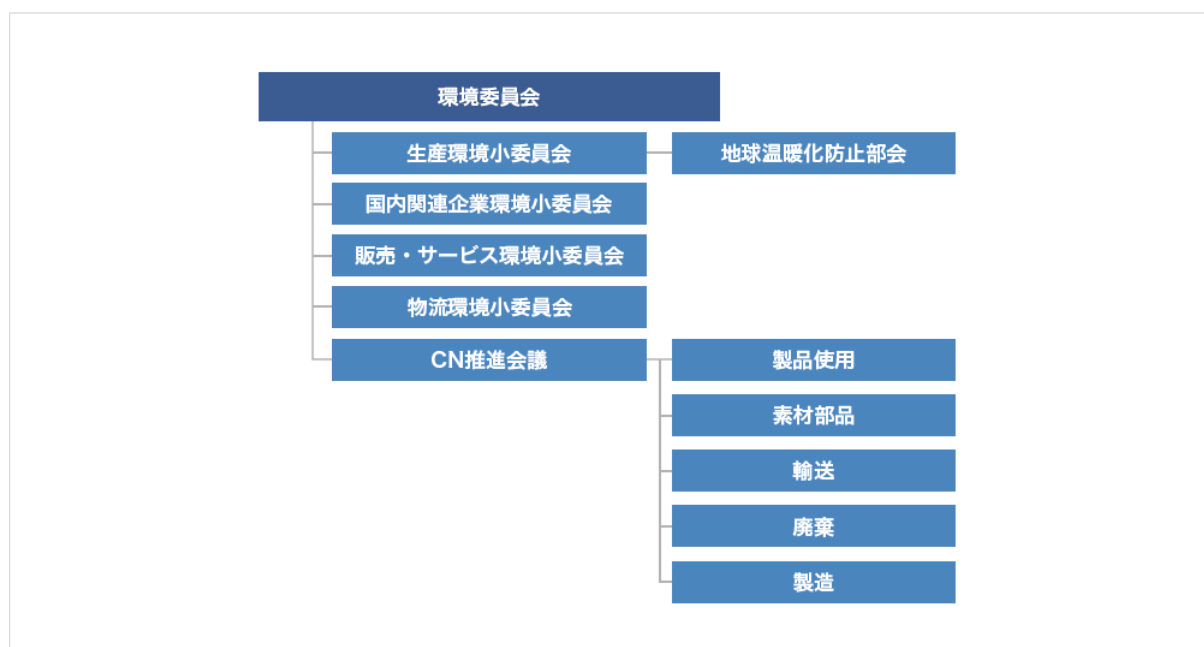 環境委員会
生産環境小委員会
地球温暖化防止部会
国内関連企業環境小委員会
販売・サービス環境小委員会
物流環境小委員会
CN推進会議
製品使用
素材部品
輸送
廃棄
製造